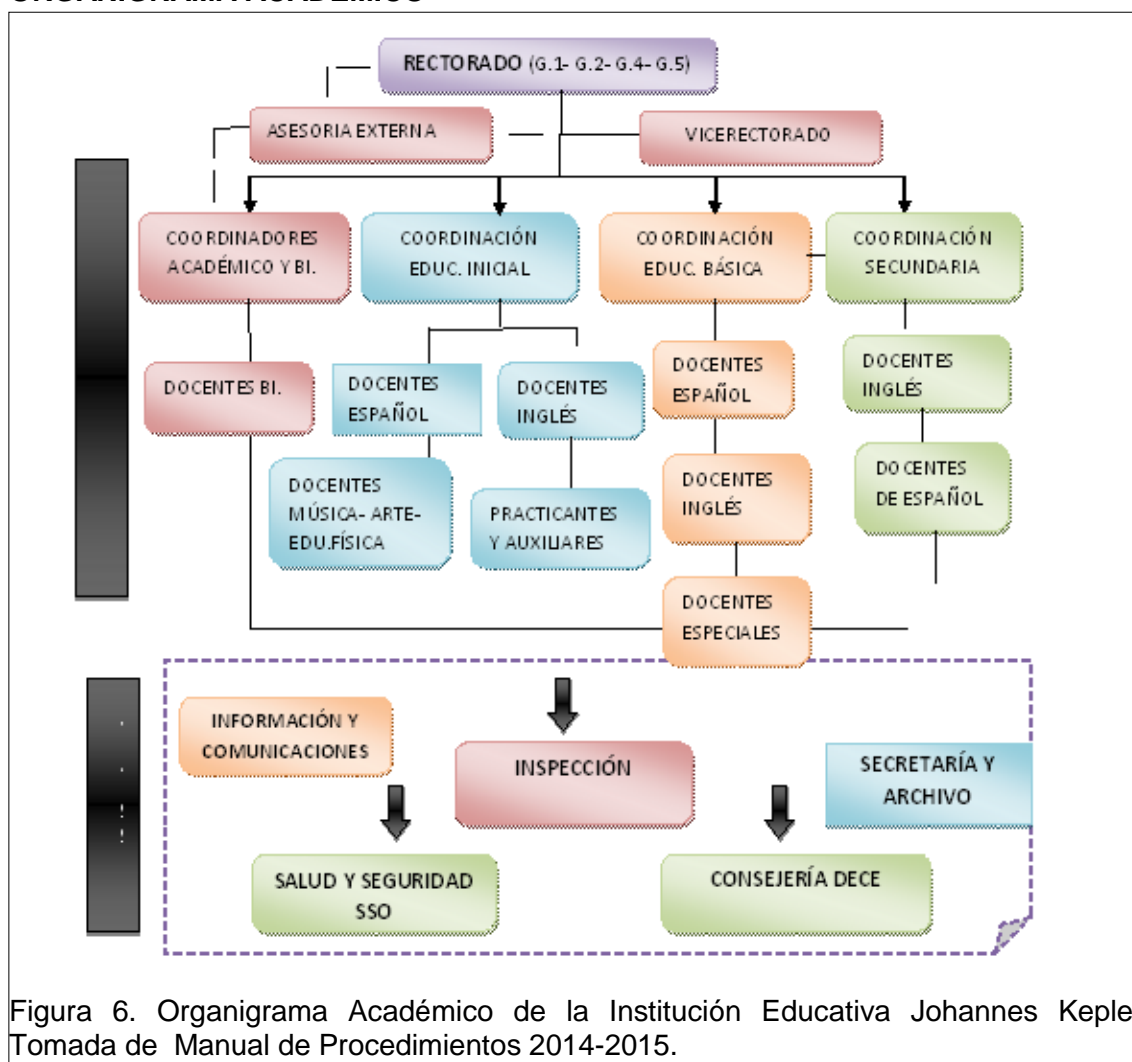 ORGANIGRAMA ACADÉMICO
RECTORADO (G.1- G.2- G.4- G.5)
ASESORIA EXTERNA
VICERECTORADO
COORDINADORES
ACADÉMICO Y BI.
COORDINACIÓN
EDUC. INICIAL
COORDINACIÓN
EDUC. BÁSICA
COORDINACIÓN
SECUNDARIA
DOCENTES BI.
DOCENTES
ESPAÑOL
DOCENTES
INGLÉS
DOCENTES
ESPAÑOL
DOCENTES
INGLÉS
DOCENTES
MÚSICA- ARTE-
EDU.FÍSICA
PRACTICANTES
Y AUXILIARES
DOCENTES
INGLÉS
DOCENTES
DE ESPAÑOL
DOCENTES
ESPECIALES
INFORMACIÓN Y
COMUNICACIONES
INSPECCIÓN
SECRETARÍA Y
ARCHIVO
SALUD Y SEGURIDAD
SSO
CONSEJERÍA DECE
Figura 6. Organigrama Académico de la Institución Educativa Johannes Keple
Tomada de Manual de Procedimientos 2014-2015.